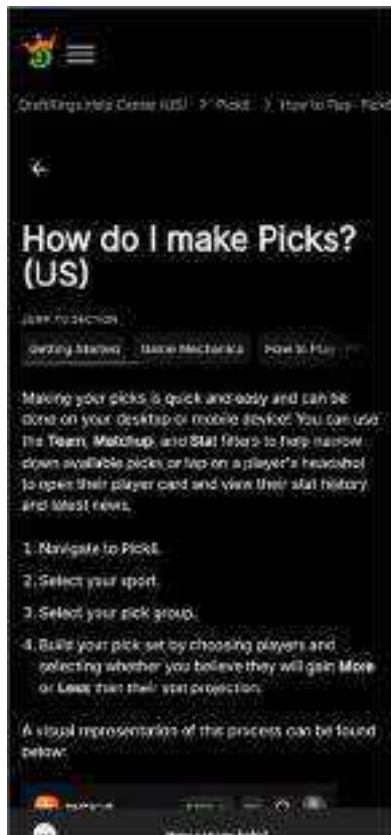 DraftKings Help Center (US) > Pick6 > How to Play - Pick6
How do I make Picks?
(US)
JUMP TO SECTION
Getting Started Game Mechanics How to Play
Making your picks is quick and easy and can be
done on your desktop or mobile device! You can use
the Team, Matchup, and Stat filters to help narrow
down available picks or tap on a player's headshot
to open their player card and view their stat history
and latest news.
1. Navigate to Pick6.
2. Select your sport.
3. Select your pick group.
4. Build your pick set by choosing players and
selecting whether you believe they will gain More
or Less than their stat projection.
A visual representation of this process can be found
below: